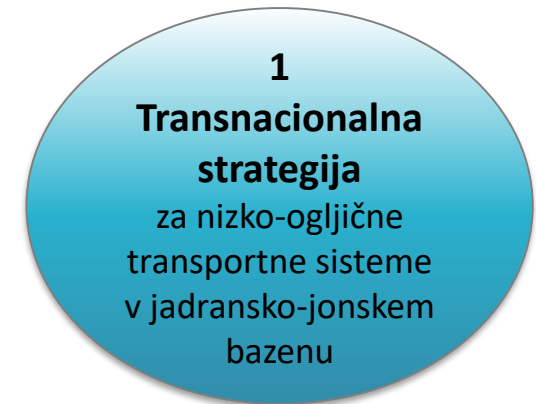 1
Transnacionalna
strategija
za nizko-ogljične
transportne sisteme
v jadransko-jonskem
bazenu